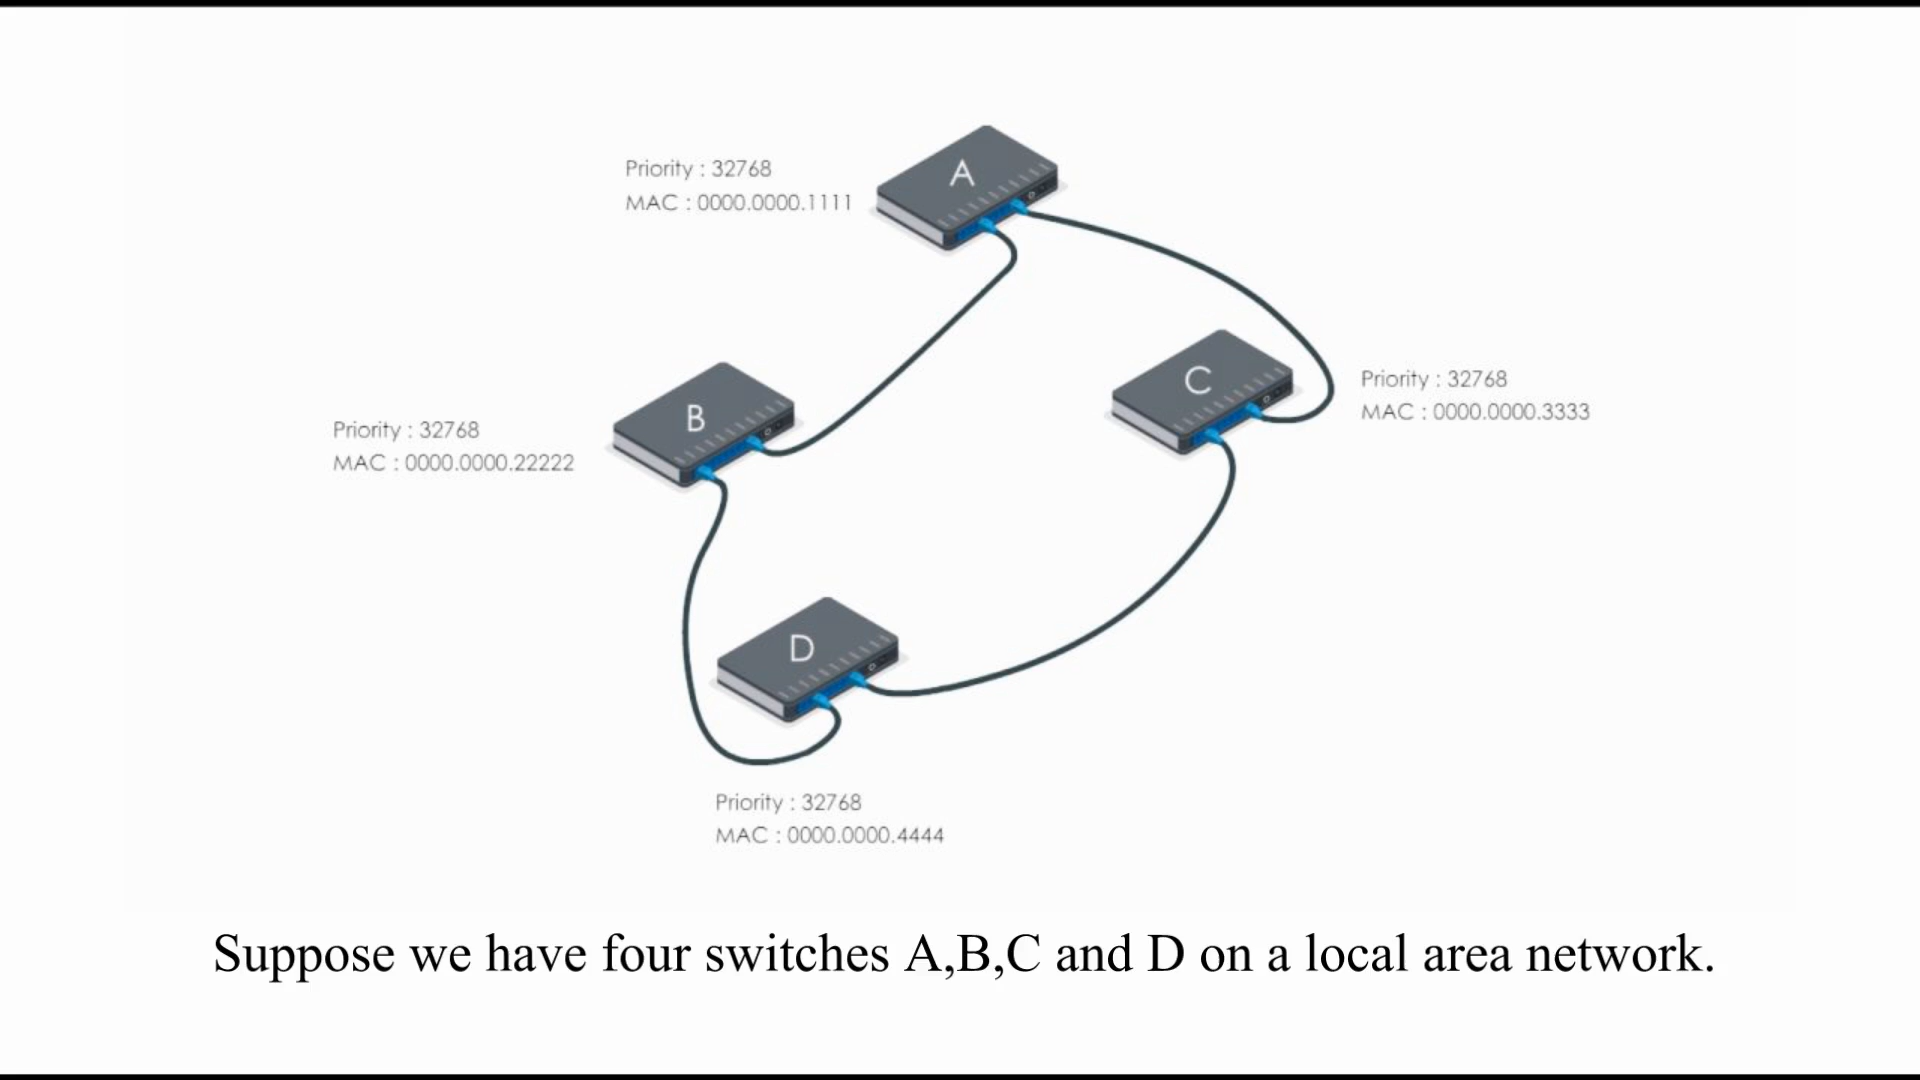 A
Priority : 32768
MAC : 0000.0000.1111
C
Priority : 32768
MAC : 0000.0000.3333
B
Priority : 32768
MAC : 0000.0000.22222
D
Priority : 32768
MAC : 0000.0000.4444
Suppose we have four switches A,B,C and D on a local area network.